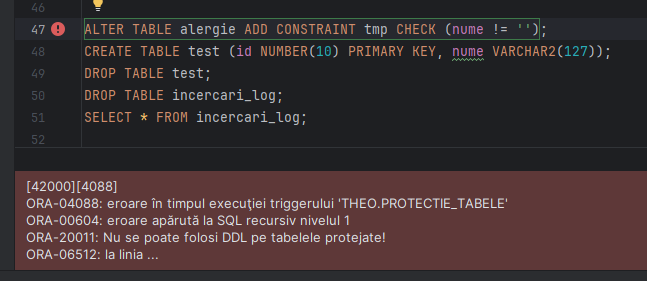 46
47 ALTER TABLE alergie ADD CONSTRAINT tmp CHECK (nume != '');
48 CREATE TABLE test (id NUMBER(10) PRIMARY KEY, nume VARCHAR2(127));
49 DROP TABLE test;
50 DROP TABLE incercari_log;
51 SELECT * FROM incercari_log;
52
[42000][4088]
ORA-04088: eroare în timpul execuţiei triggerului 'THEO.PROTECTIE_TABELE'
ORA-00604: eroare apărută la SQL recursiv nivelul 1
ORA-20011: Nu se poate folosi DDL pe tabelele protejate!
ORA-06512: la linia ...